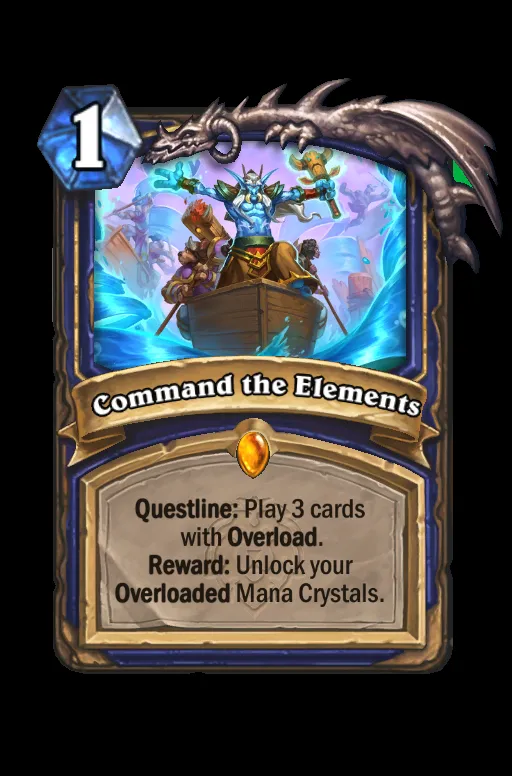 1
Command the Elements
Questline: Play 3 cards
with Overload.
Reward: Unlock your
Overloaded Mana Crystals.